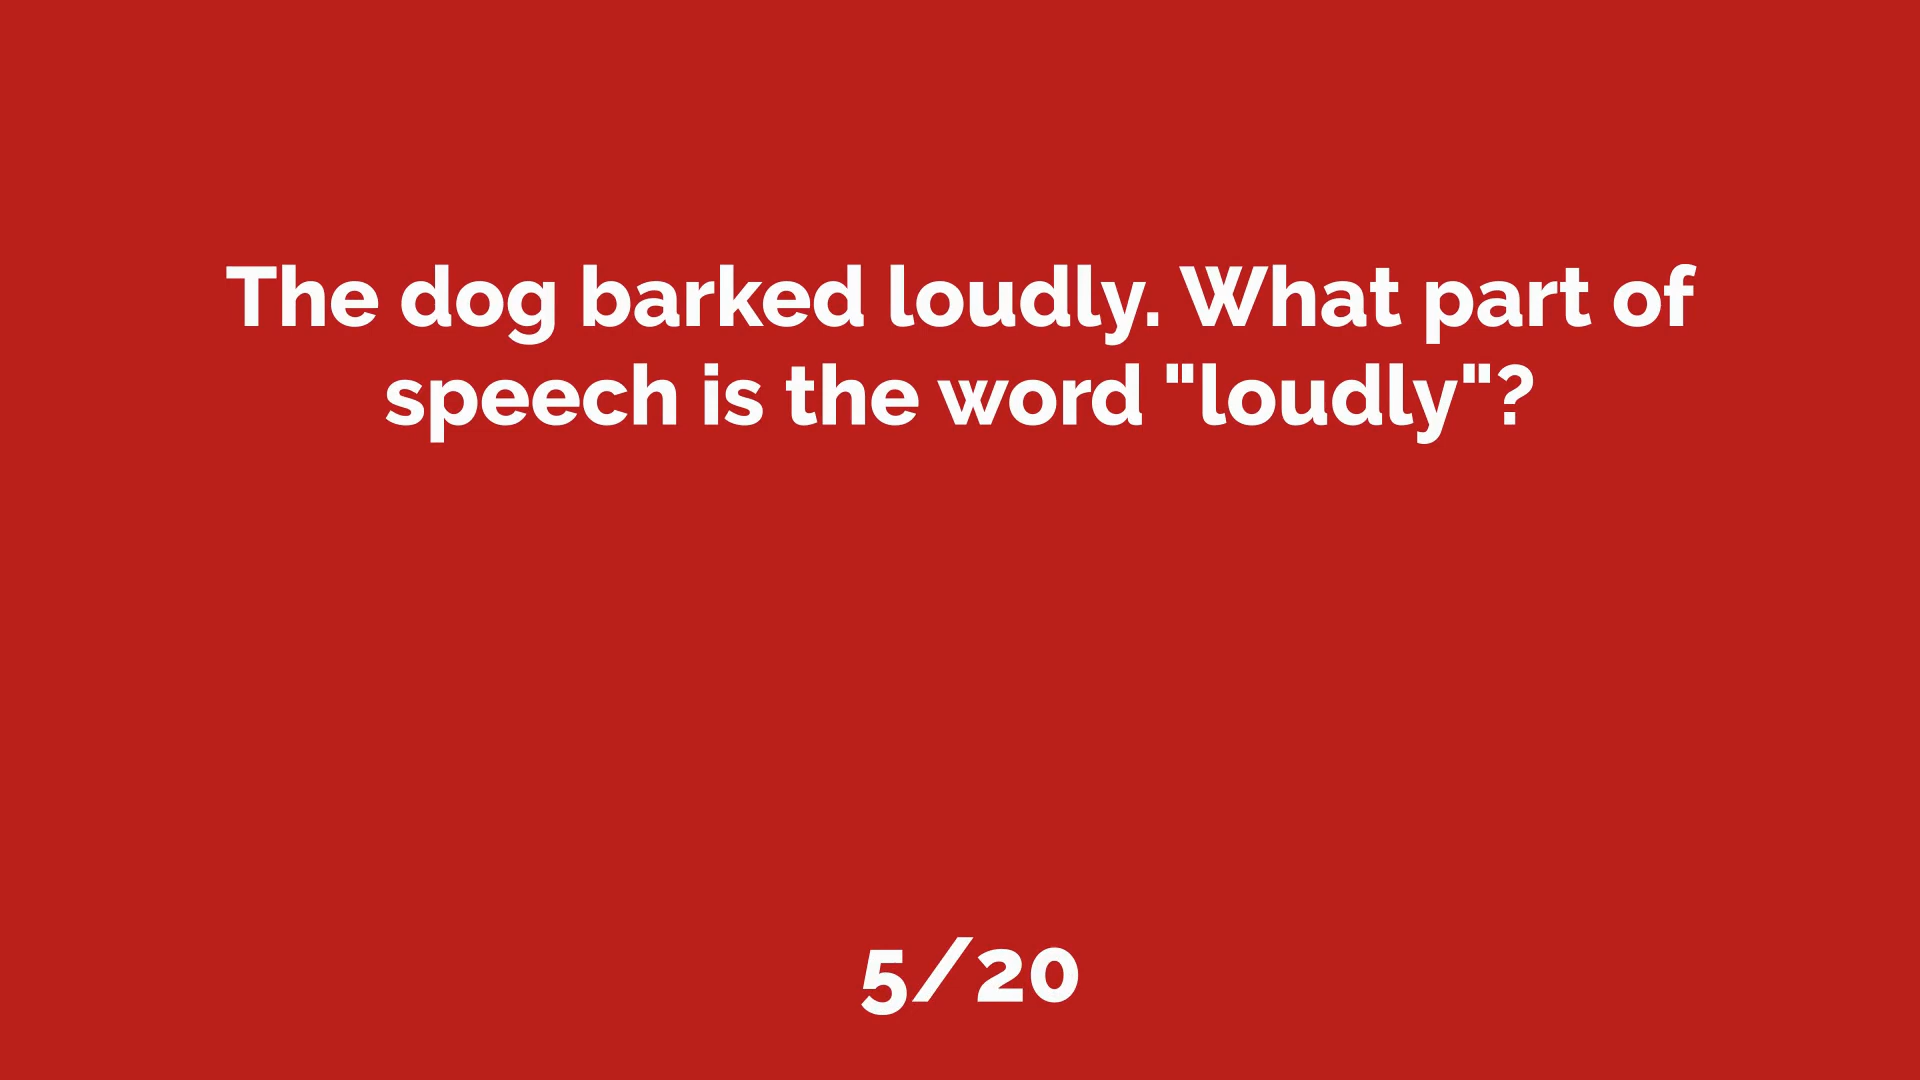 The dog barked loudly. What part of
speech is the word "loudly"?
5/20